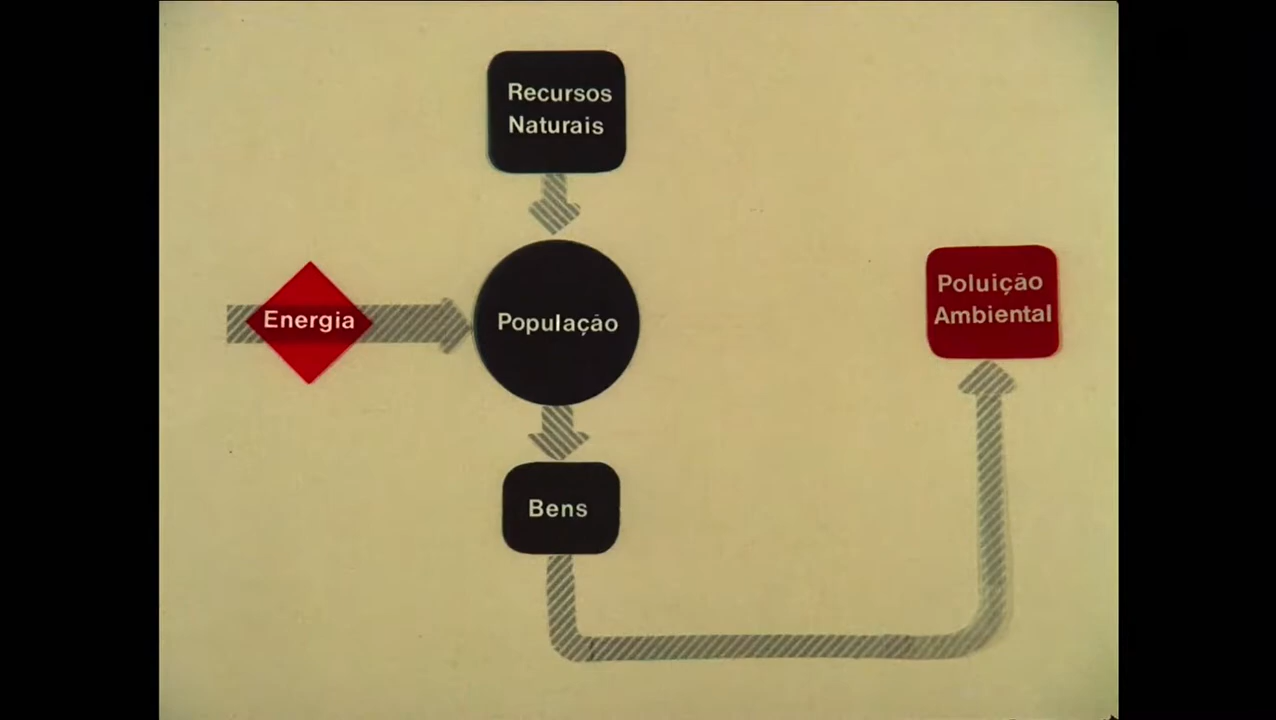 Recursos
Naturais
Energia
População
Poluição
Ambiental
Bens